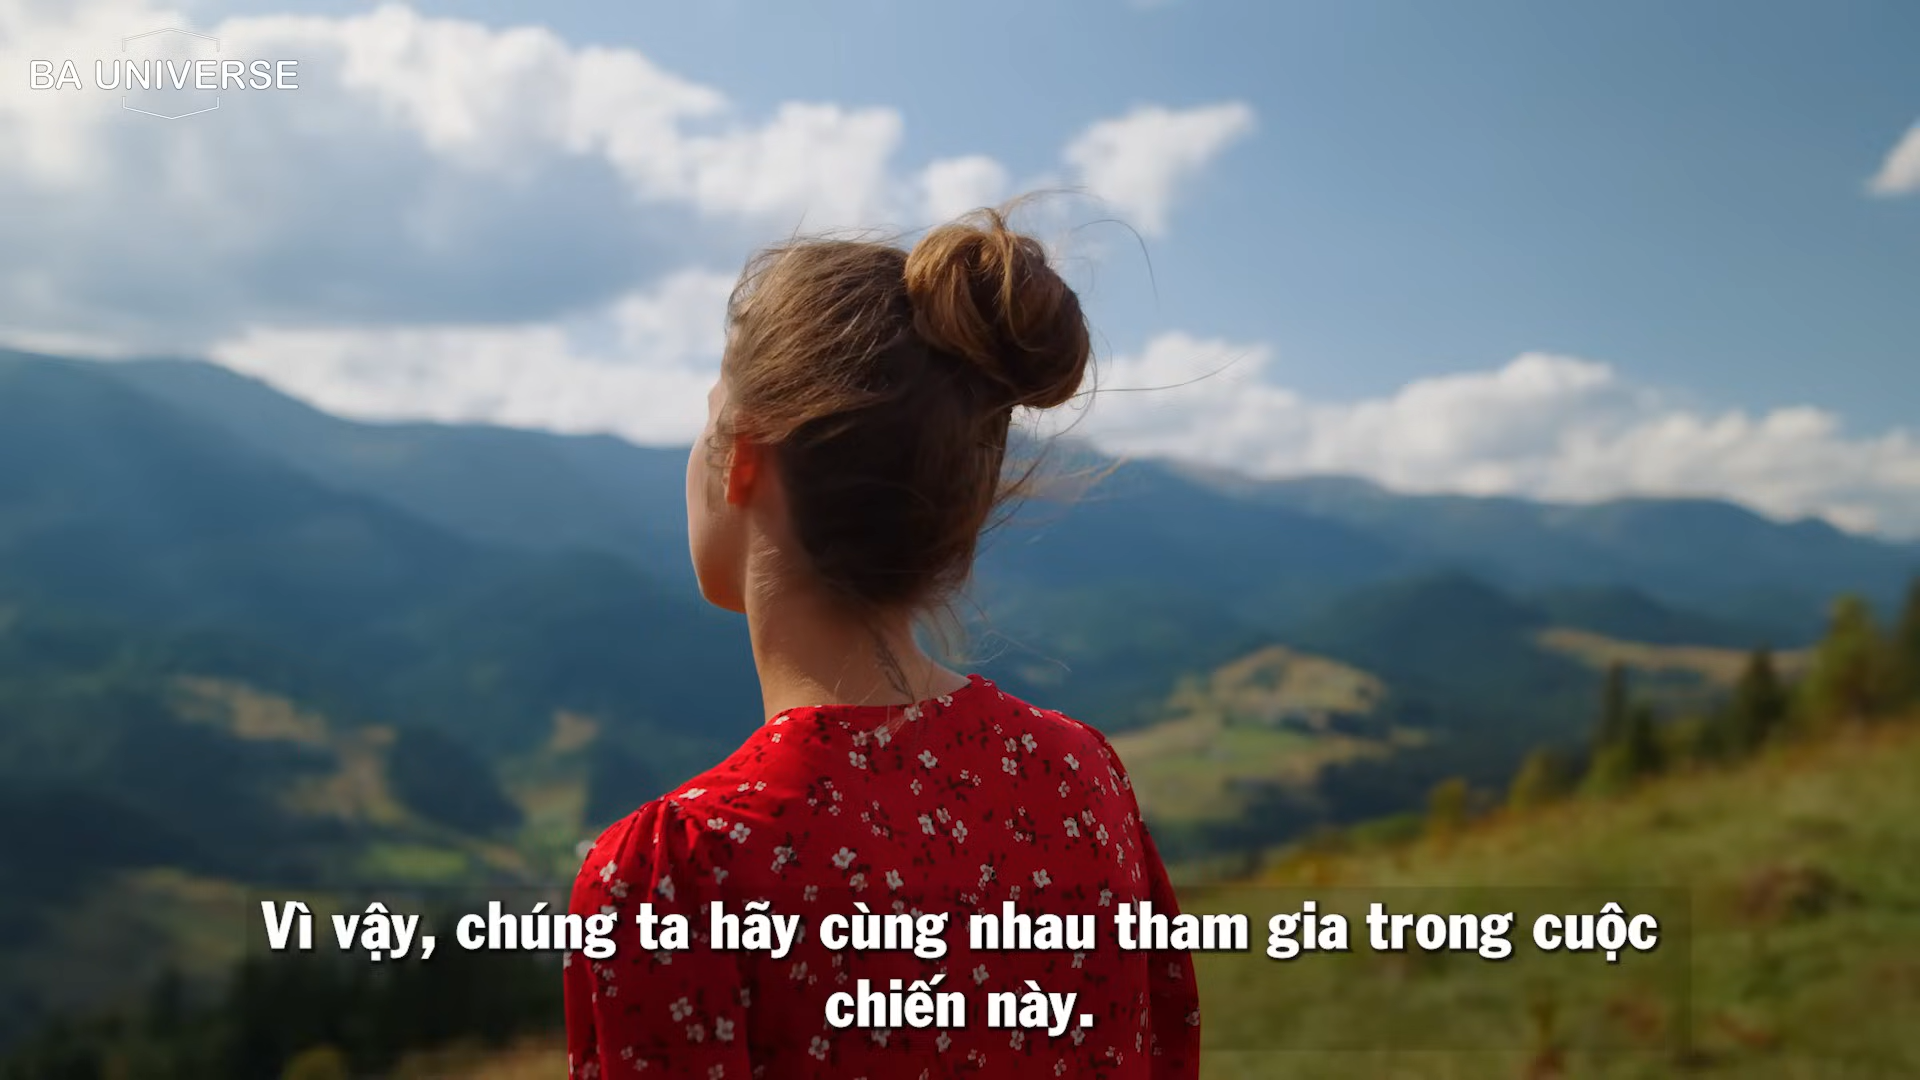 BA UNIVERSE
Vì vậy, chúng ta hãy cùng nhau tham gia trong cuộc
chiến này.